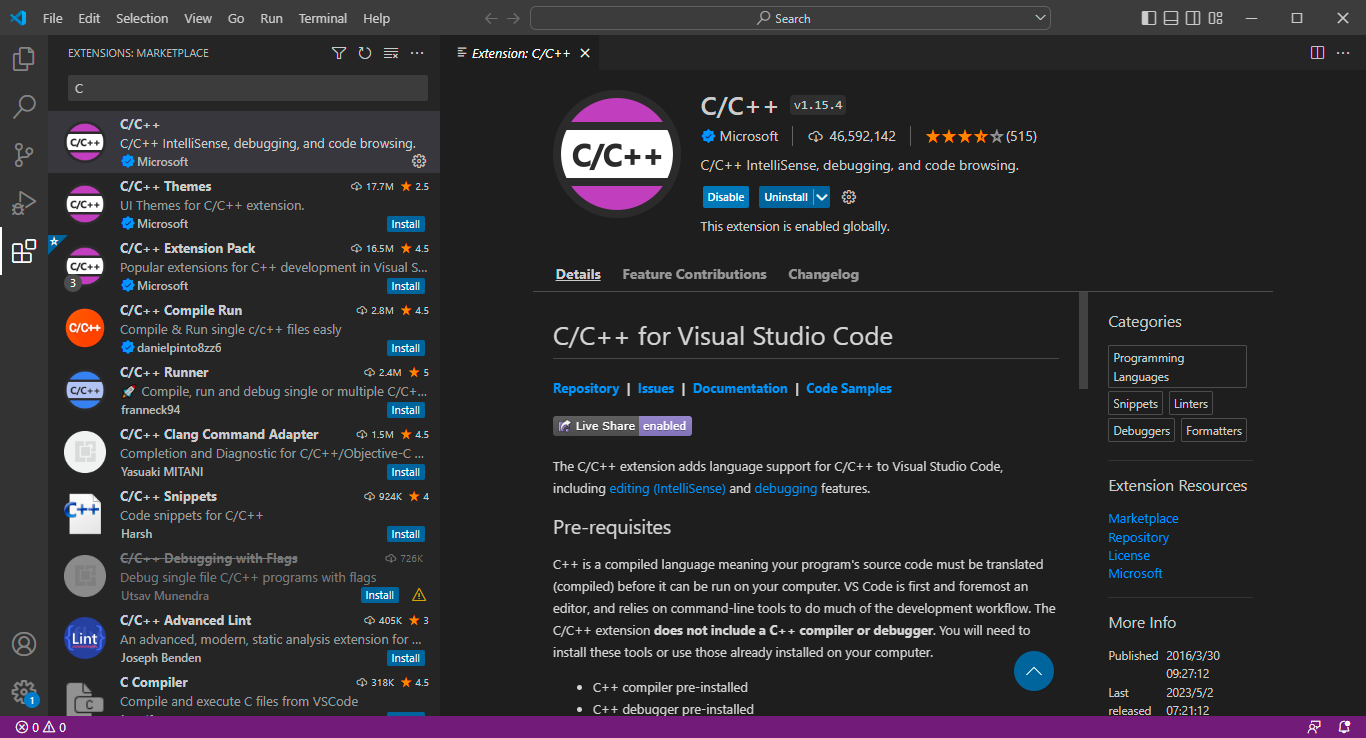 File Edit Selection View Go Run Terminal Help
Search
EXTENSIONS: MARKETPLACE
C
C/C++
C/C++
C/C++ IntelliSense, debugging, and code browsing.
Microsoft
C/C++
C/C++ Themes 17.7M 2.5
UI Themes for C/C++ extension.
Microsoft Install
C/C++
3
C/C++ Extension Pack 16.5M 4.5
Popular extensions for C++ development in Visual S...
Microsoft Install
C/C++
C/C++ Compile Run 2.8M 4.5
Compile & Run single c/c++ files easly
danielpinto8zz6 Install
C/C++
C/C++ Runner 2.4M 5
🚀 Compile, run and debug single or multiple C/C+...
franneck94 Install
C/C++ Clang Command Adapter 1.5M 4.5
Completion and Diagnostic for C/C++/Objective-C ...
Yasuaki MITANI Install
C++
C/C++ Snippets 924K 4
Code snippets for C/C++
Harsh Install
C/C++ Debugging with Flags 726K
Debug single file C/C++ programs with flags
Utsav Munendra Install
Lint
C/C++ Advanced Lint 405K 3
An advanced, modern, static analysis extension for ...
Joseph Benden Install
C
C Compiler 318K 4.5
Compile and execute C files from VSCode
1
0 0
Extension: C/C++
C/C++
C/C++ v1.15.4
Microsoft 46,592,142 (515)
C/C++ IntelliSense, debugging, and code browsing.
Disable Uninstall
This extension is enabled globally.
Details Feature Contributions Changelog
C/C++ for Visual Studio Code
Repository | Issues | Documentation | Code Samples
Live Share enabled
The C/C++ extension adds language support for C/C++ to Visual Studio Code,
including editing (IntelliSense) and debugging features.
Pre-requisites
C++ is a compiled language meaning your program's source code must be translated
(compiled) before it can be run on your computer. VS Code is first and foremost an
editor, and relies on command-line tools to do much of the development workflow. The
C/C++ extension does not include a C++ compiler or debugger. You will need to
install these tools or use those already installed on your computer.
• C++ compiler pre-installed
• C++ debugger pre-installed
Categories
Programming
Languages
Snippets Linters
Debuggers Formatters
Extension Resources
Marketplace
Repository
License
Microsoft
More Info
Published 2016/3/30
09:27:12
Last 2023/5/2
released 07:21:12